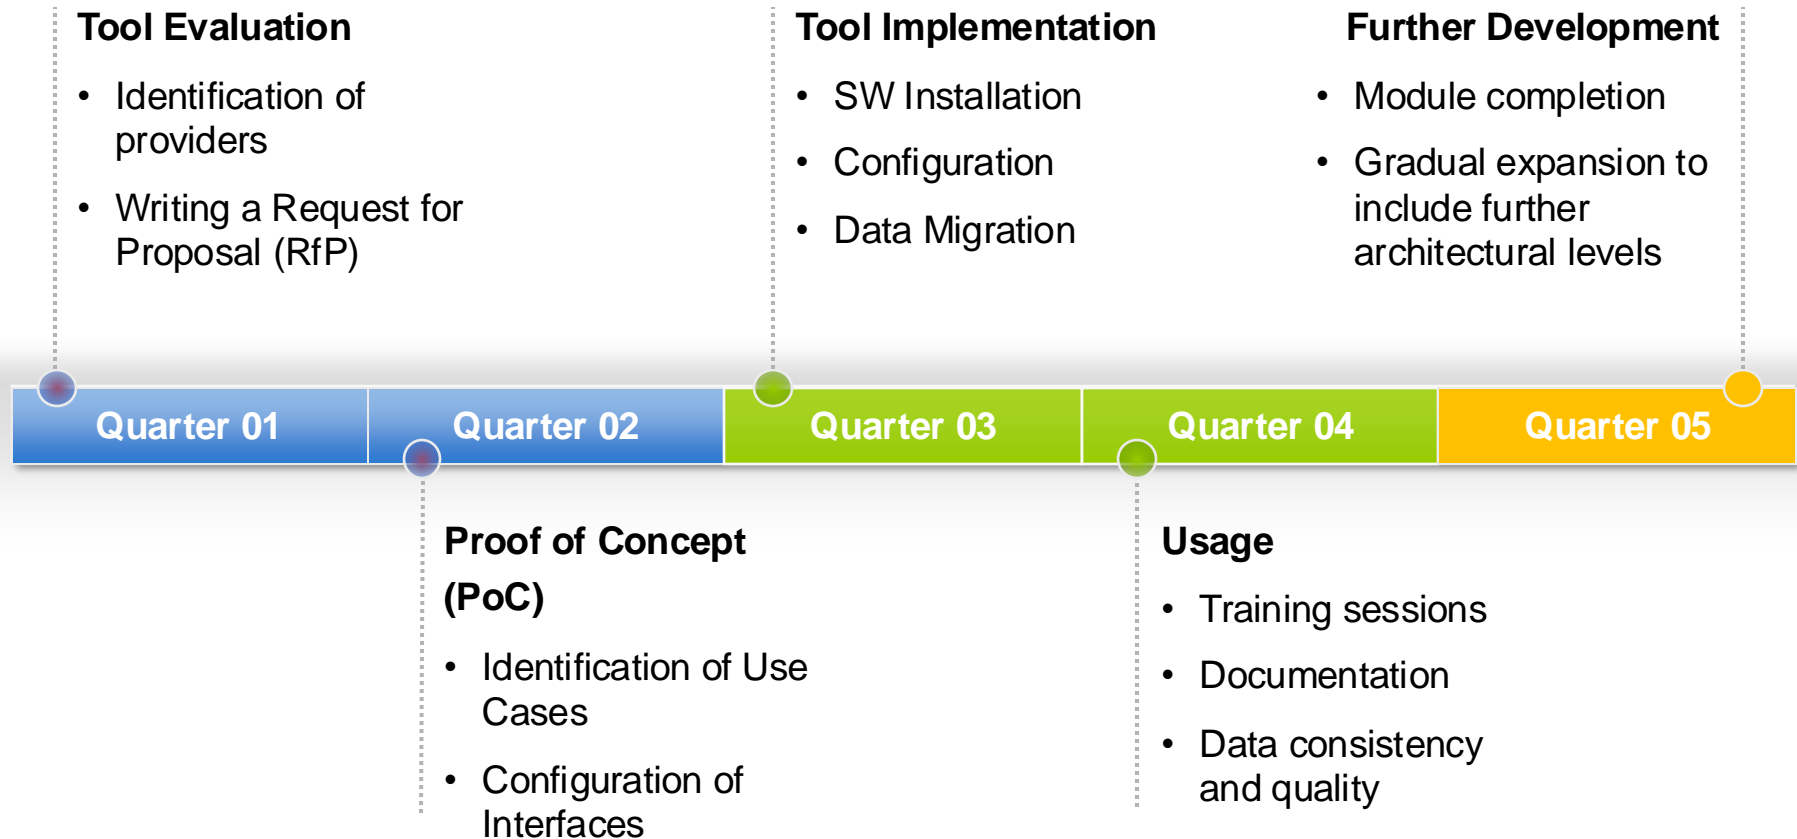 Tool Evaluation
• Identification of
providers
• Writing a Request for
Proposal (RfP)
Tool Implementation
• SW Installation
• Configuration
• Data Migration
Further Development
• Module completion
• Gradual expansion to
include further
architectural levels
Quarter 01
Quarter 02
Quarter 03
Quarter 04
Quarter 05
Proof of Concept
(PoC)
• Identification of Use
Cases
• Configuration of
Interfaces
Usage
• Training sessions
• Documentation
• Data consistency
and quality